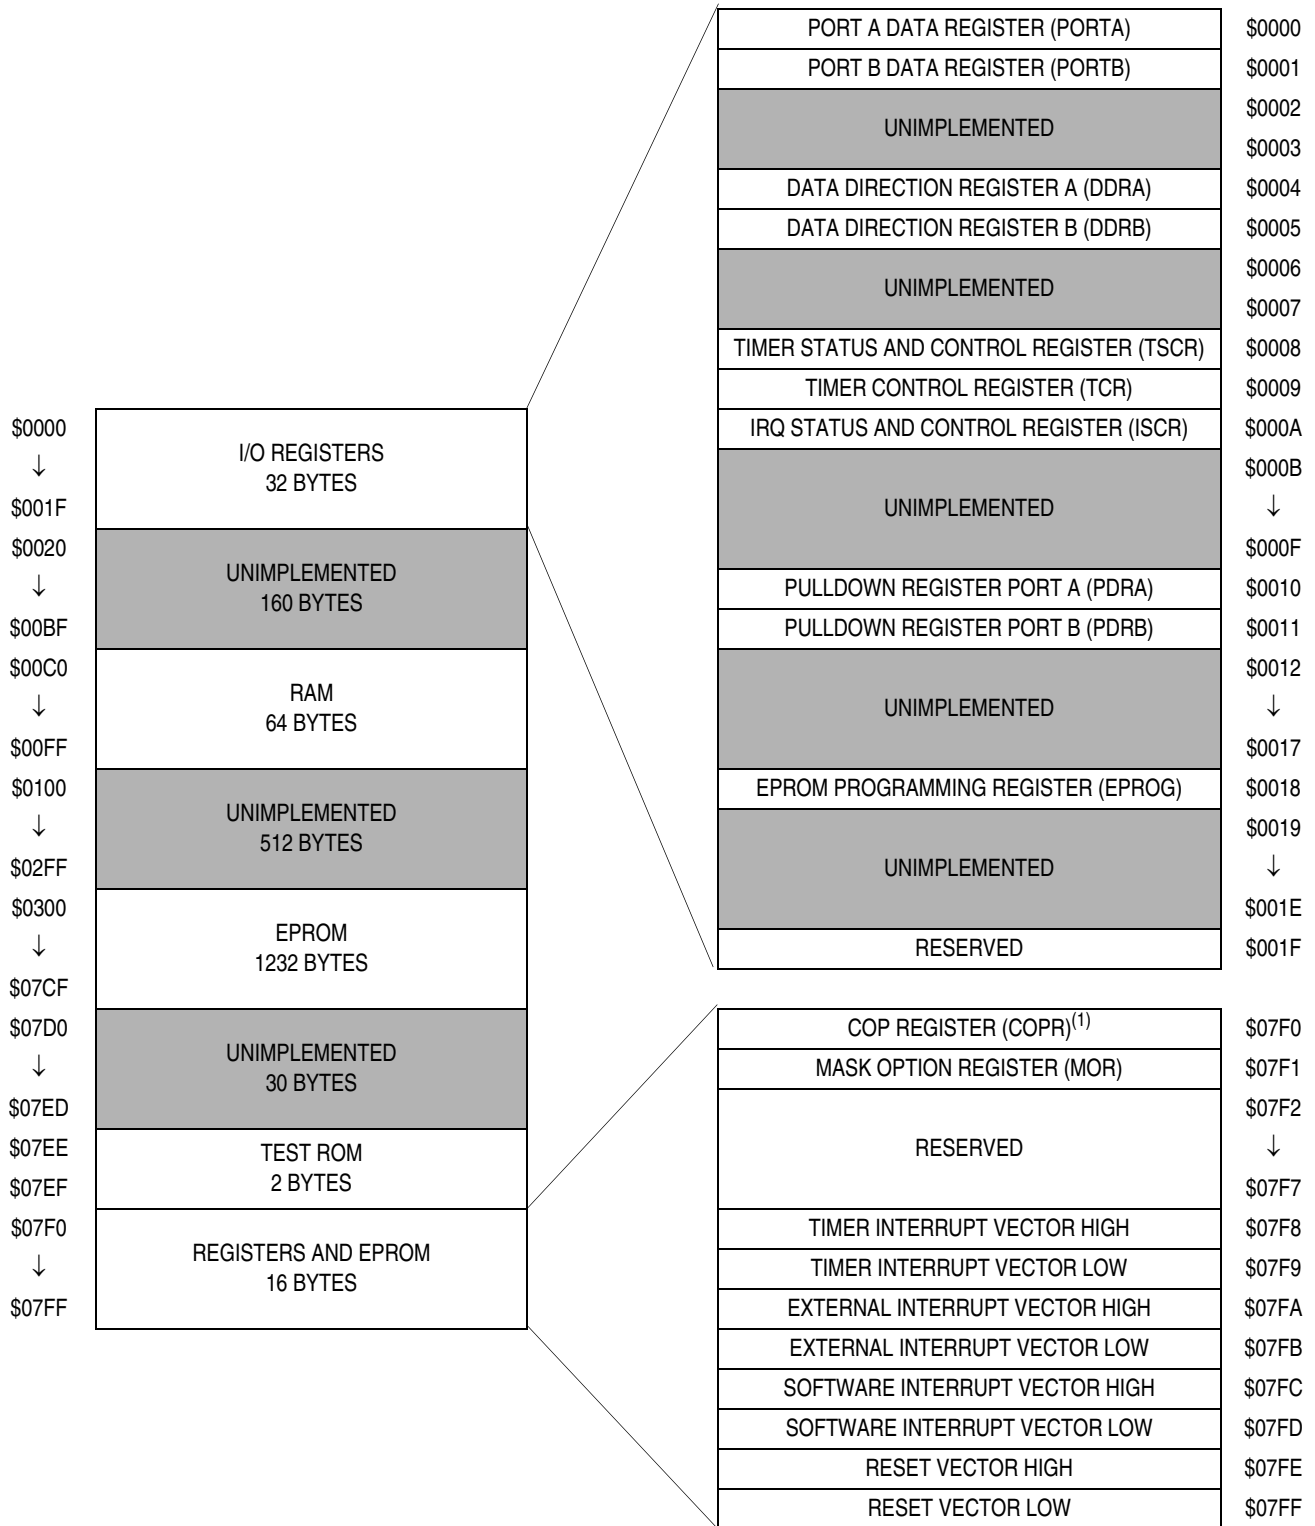 $0000
↓
$001F
I/O REGISTERS
32 BYTES
$0020
↓
$00BF
UNIMPLEMENTED
160 BYTES
$00C0
↓
$00FF
RAM
64 BYTES
$0100
↓
$02FF
UNIMPLEMENTED
512 BYTES
$0300
↓
$07CF
EPROM
1232 BYTES
$07D0
↓
$07ED
UNIMPLEMENTED
30 BYTES
$07EE
$07EF
TEST ROM
2 BYTES
$07F0
↓
$07FF
REGISTERS AND EPROM
16 BYTES
PORT A DATA REGISTER (PORTA) $0000
PORT B DATA REGISTER (PORTB) $0001
UNIMPLEMENTED
$0002
$0003
DATA DIRECTION REGISTER A (DDRA) $0004
DATA DIRECTION REGISTER B (DDRB) $0005
UNIMPLEMENTED
$0006
$0007
TIMER STATUS AND CONTROL REGISTER (TSCR) $0008
TIMER CONTROL REGISTER (TCR) $0009
IRQ STATUS AND CONTROL REGISTER (ISCR) $000A
UNIMPLEMENTED
$000B
↓
$000F
PULLDOWN REGISTER PORT A (PDRA) $0010
PULLDOWN REGISTER PORT B (PDRB) $0011
UNIMPLEMENTED
$0012
↓
$0017
EPROM PROGRAMMING REGISTER (EPROG) $0018
UNIMPLEMENTED
$0019
↓
$001E
RESERVED $001F
COP REGISTER (COPR)(1) $07F0
MASK OPTION REGISTER (MOR) $07F1
RESERVED
$07F2
↓
$07F7
TIMER INTERRUPT VECTOR HIGH $07F8
TIMER INTERRUPT VECTOR LOW $07F9
EXTERNAL INTERRUPT VECTOR HIGH $07FA
EXTERNAL INTERRUPT VECTOR LOW $07FB
SOFTWARE INTERRUPT VECTOR HIGH $07FC
SOFTWARE INTERRUPT VECTOR LOW $07FD
RESET VECTOR HIGH $07FE
RESET VECTOR LOW $07FF